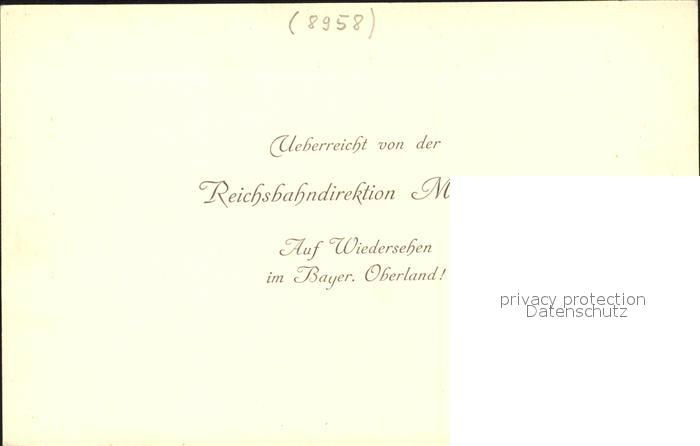 (8958)
Ueberreicht von der
Reichsbahndirektion M
Auf Wiedersehen
im Bayer. Oberland!
privacy protection
Datenschutz